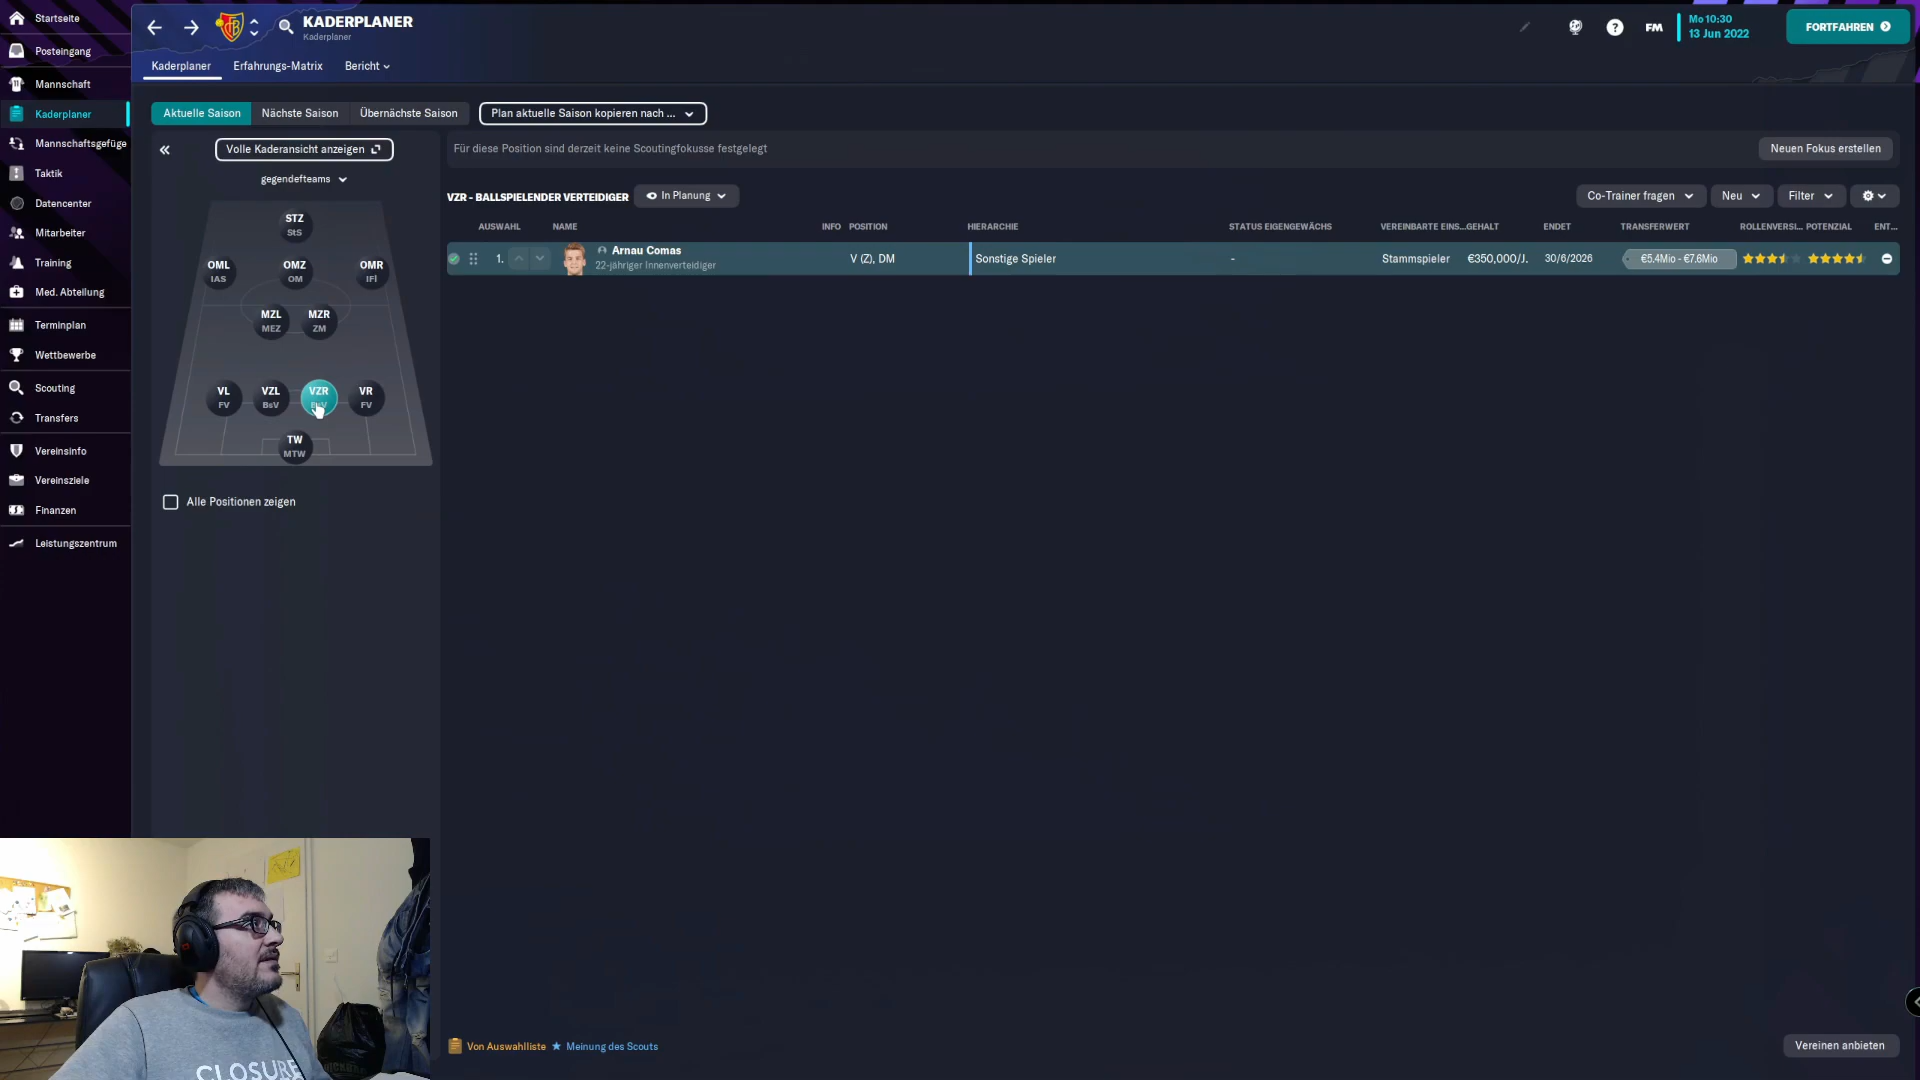 Startseite
Posteingang
Mannschaft
Kaderplaner
Mannschaftsgefüge
Taktik
Datencenter
Mitarbeiter
Training
Med. Abteilung
Terminplan
Wettbewerbe
Scouting
Transfers
Vereinsinfo
Vereinsziele
Finanzen
Leistungszentrum
KADERPLANER
Kaderplaner
FM
Mo 10:30
13 Jun 2022
FORTFAHREN
Kaderplaner
Erfahrungs-Matrix
Bericht
Aktuelle Saison
Nächste Saison
Übernächste Saison
Plan aktuelle Saison kopieren nach ...
Volle Kaderansicht anzeigen
gegendefteams
STZ
StS
OML
IAS
OMZ
OM
OMR
IFl
MZL
MEZ
MZR
ZM
VL
FV
VZL
BsV
VZR
VR
FV
TW
MTW
Alle Positionen zeigen
Für diese Position sind derzeit keine Scoutingfokusse festgelegt
Neuen Fokus erstellen
VZR - BALLSPIELENDER VERTEIDIGER
In Planung
Co-Trainer fragen
Neu
Filter
AUSWAHL NAME INFO POSITION HIERARCHIE STATUS EIGENGEWÄCHS VEREINBARTE EINS... GEHALT ENDET TRANSFERWERT ROLLENVERSI... POTENZIAL ENT...
1. Arnau Comas V (Z), DM Sonstige Spieler - Stammspieler €350,000/J. 30/6/2026 €5.4Mio - €7.6Mio
22-jähriger Innenverteidiger
Von Auswahlliste
Meinung des Scouts
Vereinen anbieten
CLOSURE